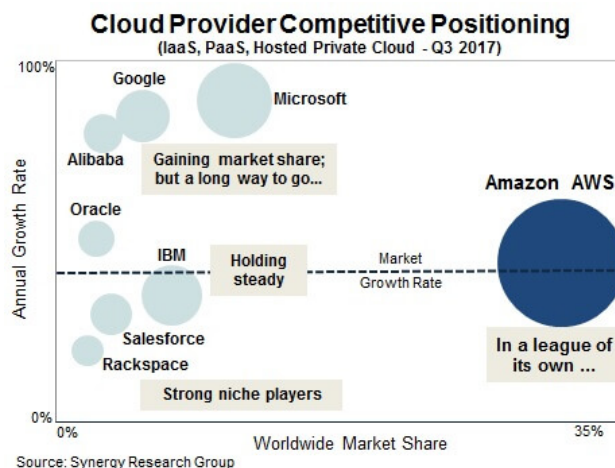 Cloud Provider Competitive Positioning
(IaaS, PaaS, Hosted Private Cloud - Q3 2017)
100%
Google
Microsoft
Alibaba
Gaining market share;
but a long way to go...
Amazon AWS
Oracle
IBM
Holding
steady
Market
Growth Rate
Annual Growth Rate
Salesforce
Rackspace
In a league of
its own ...
Strong niche players
0%
0%
35%
Worldwide Market Share
Source: Synergy Research Group